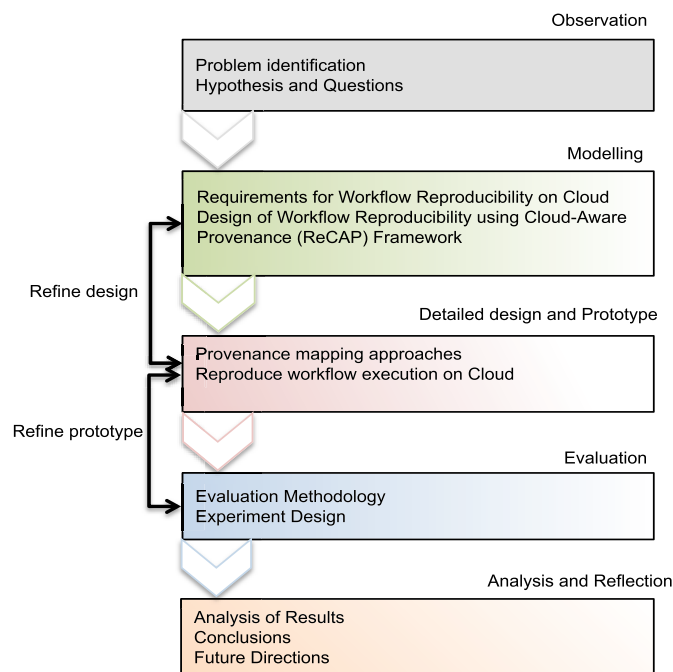 Observation
Problem identification
Hypothesis and Questions
Modelling
Requirements for Workflow Reproducibility on Cloud
Design of Workflow Reproducibility using Cloud-Aware
Provenance (ReCAP) Framework
Refine design
Detailed design and Prototype
Provenance mapping approaches
Reproduce workflow execution on Cloud
Refine prototype
Evaluation
Evaluation Methodology
Experiment Design
Analysis and Reflection
Analysis of Results
Conclusions
Future Directions